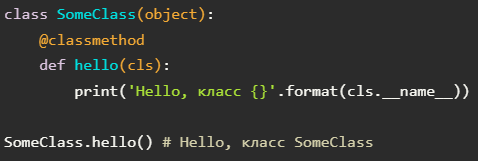 class SomeClass(object):
    @classmethod
    def hello(cls):
        print('Hello, класс {}'.format(cls.__name__))

SomeClass.hello() # Hello, класс SomeClass